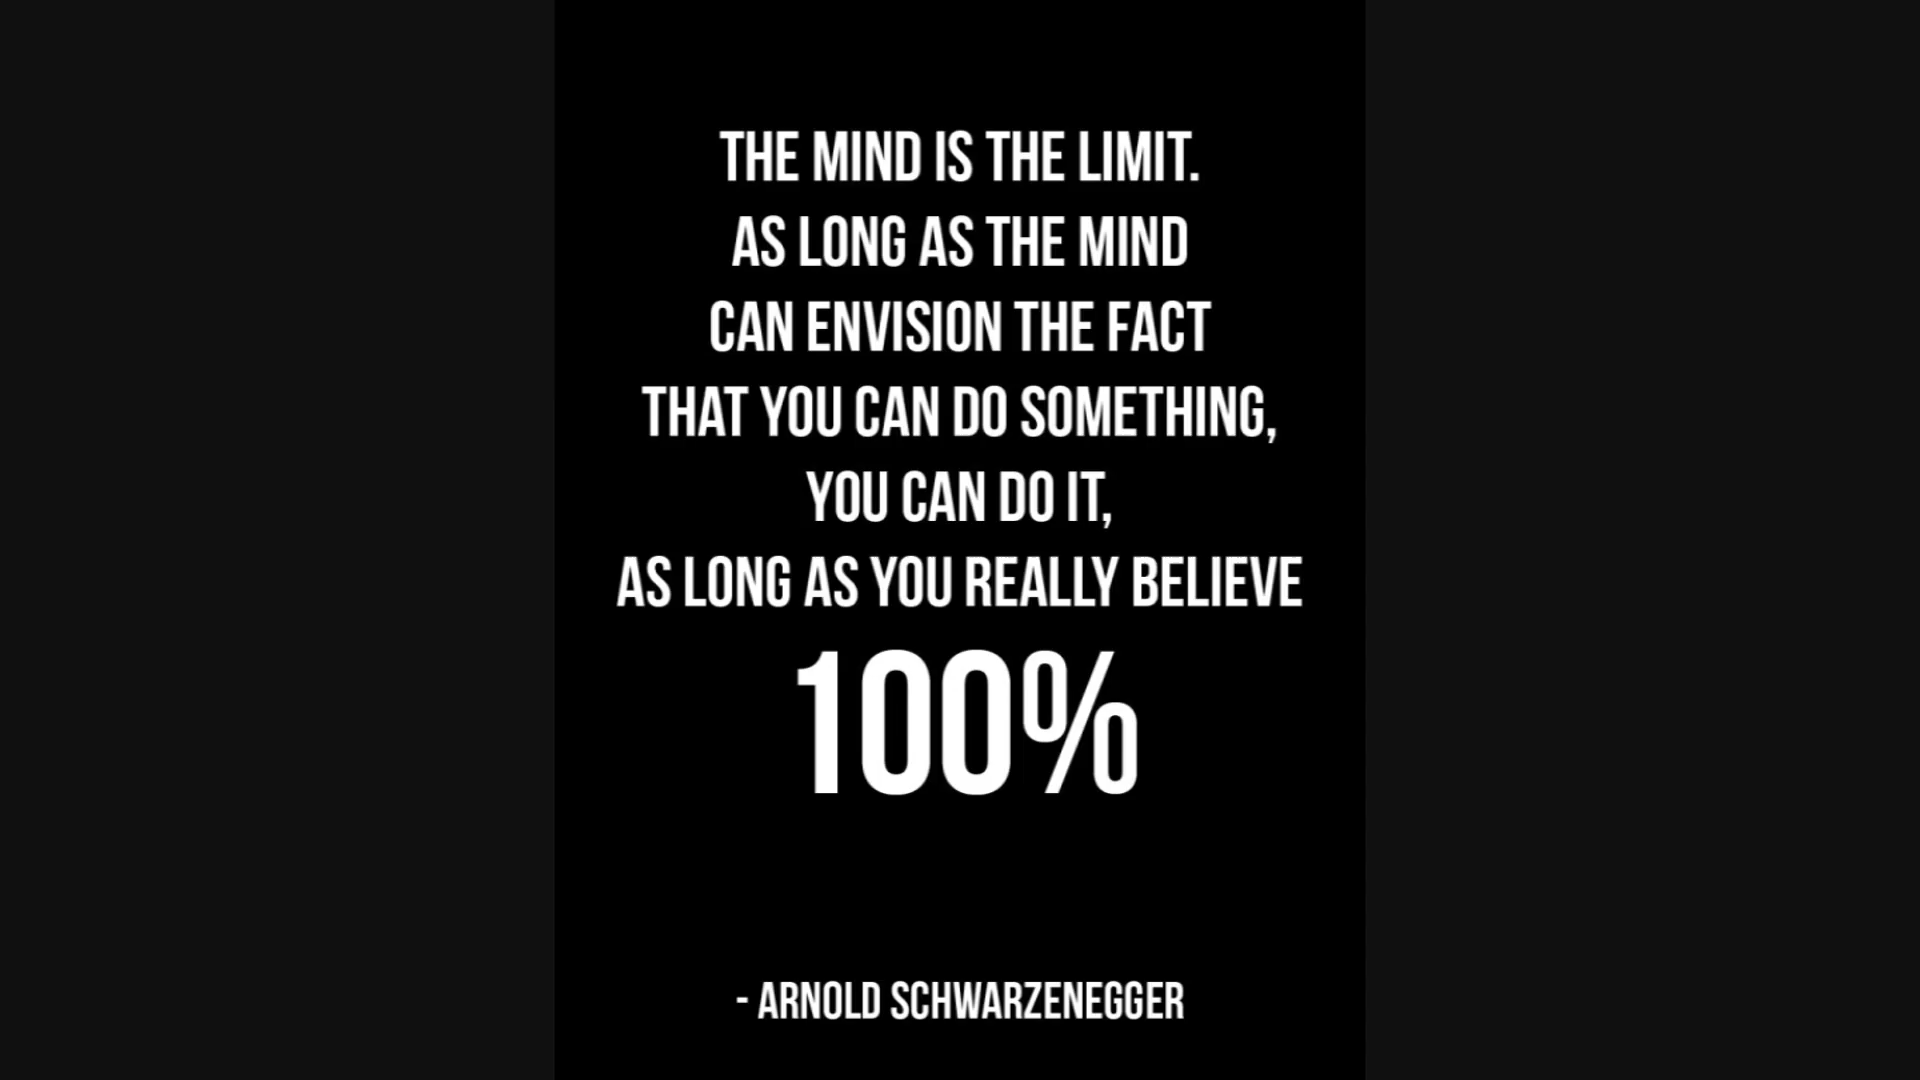 THE MIND IS THE LIMIT.
AS LONG AS THE MIND
CAN ENVISION THE FACT
THAT YOU CAN DO SOMETHING,
YOU CAN DO IT,
AS LONG AS YOU REALLY BELIEVE
100%
- ARNOLD SCHWARZENEGGER